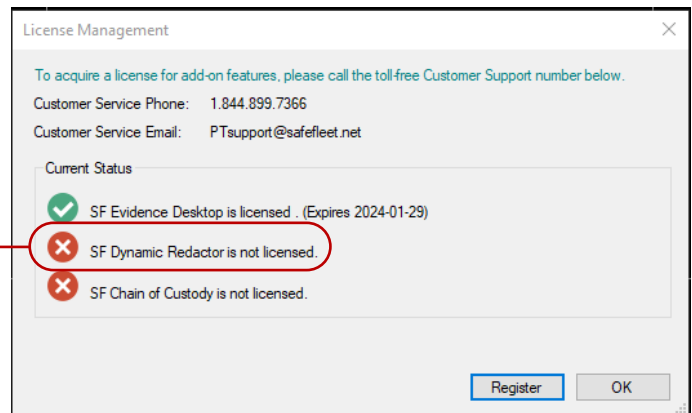 License Management
To acquire a license for add-on features, please call the toll-free Customer Support number below.
Customer Service Phone: 1.844.899.7366
Customer Service Email: PTsupport@safefleet.net
Current Status
SF Evidence Desktop is licensed . (Expires 2024-01-29)
SF Dynamic Redactor is not licensed.
SF Chain of Custody is not licensed.
Register OK